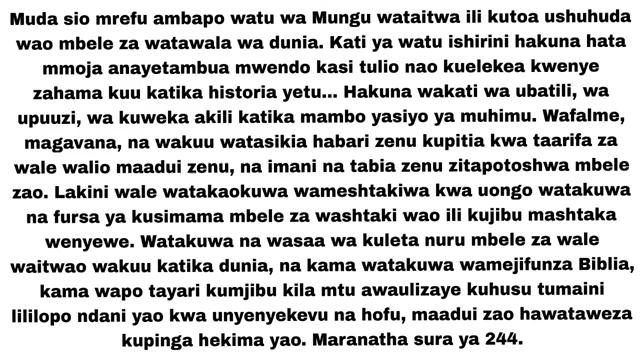 Muda sio mrefu ambapo watu wa Mungu wataitwa ili kutoa ushuhuda
wao mbele za watawala wa dunia. Kati ya watu ishirini hakuna hata
mmoja anayetambua mwendo kasi tulio nao kuelekea kwenye
zahama kuu katika historia yetu... Hakuna wakati wa ubatili, wa
upuuzi, wa kuweka akili katika mambo yasiyo ya muhimu. Wafalme,
magavana, na wakuu watasikia habari zenu kupitia kwa taarifa za
wale walio maadui zenu, na imani na tabia zenu zitapotoshwa mbele
zao. Lakini wale watakaokuwa wameshtakiwa kwa uongo watakuwa
na fursa ya kusimama mbele za washtaki wao ili kujibu mashtaka
wenyewe. Watakuwa na wasaa wa kuleta nuru mbele za wale
waitwao wakuu katika dunia, na kama watakuwa wamejifunza Biblia,
kama wapo tayari kumjibu kila mtu awaulizaye kuhusu tumaini
lililopo ndani yao kwa unyenyekevu na hofu, maadui zao hawataweza
kupinga hekima yao. Maranatha sura ya 244.